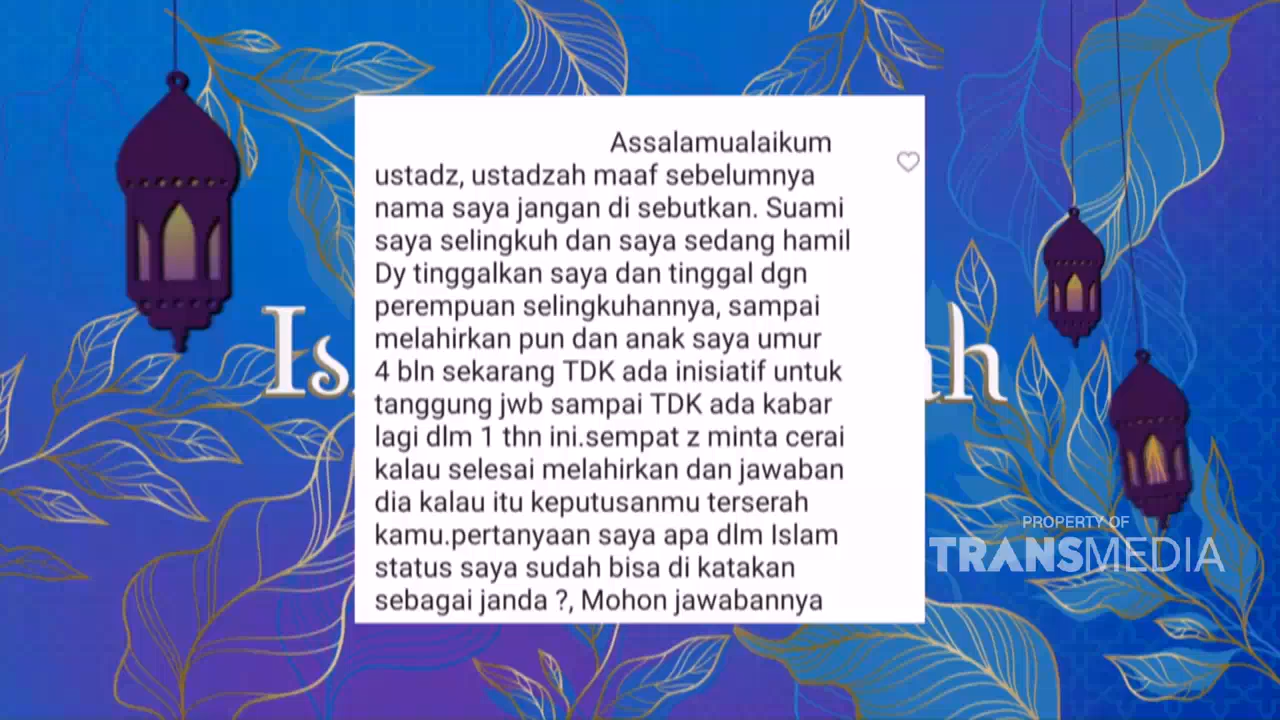 Assalamualaikum
ustadz, ustadzah maaf sebelumnya
nama saya jangan di sebutkan. Suami
saya selingkuh dan saya sedang hamil
Dy tinggalkan saya dan tinggal dgn
perempuan selingkuhannya, sampai
melahirkan pun dan anak saya umur
4 bln sekarang TDK ada inisiatif untuk
tanggung jwb sampai TDK ada kabar
lagi dlm 1 thn ini.sempat z minta cerai
kalau selesai melahirkan dan jawaban
dia kalau itu keputusanmu terserah
kamu.pertanyaan saya apa dlm Islam
status saya sudah bisa di katakan
sebagai janda ?, Mohon jawabannya
PROPERTY OF
TRANSMEDIA